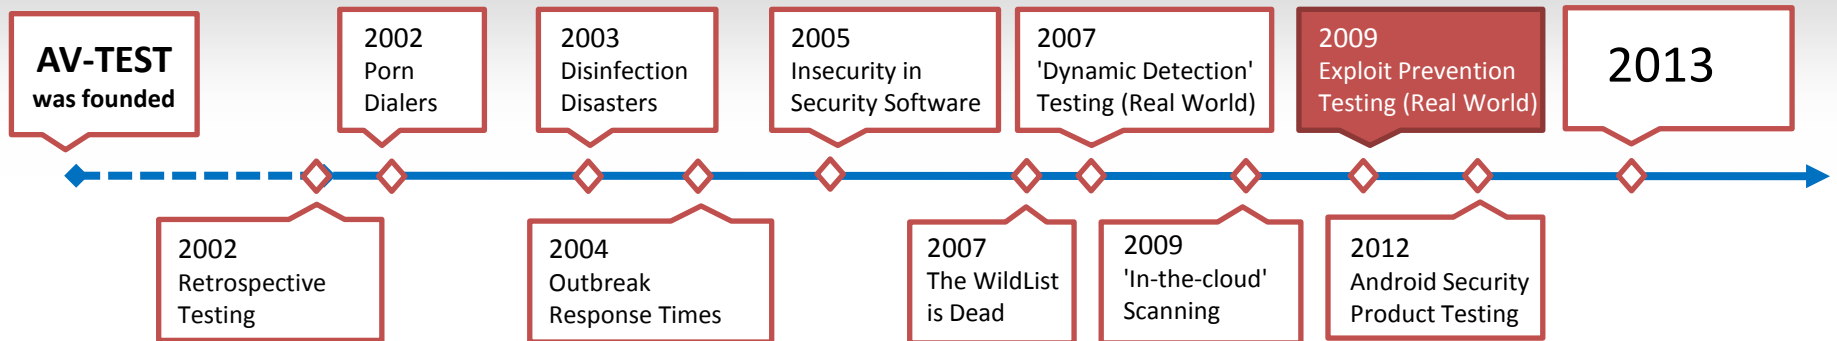 AV-TEST
was founded
2002
Porn
Dialers
2003
Disinfection
Disasters
2005
Insecurity in
Security Software
2007
'Dynamic Detection'
Testing (Real World)
2009
Exploit Prevention
Testing (Real World)
2013
2002
Retrospective
Testing
2004
Outbreak
Response Times
2007
The WildList
is Dead
2009
'In-the-cloud'
Scanning
2012
Android Security
Product Testing